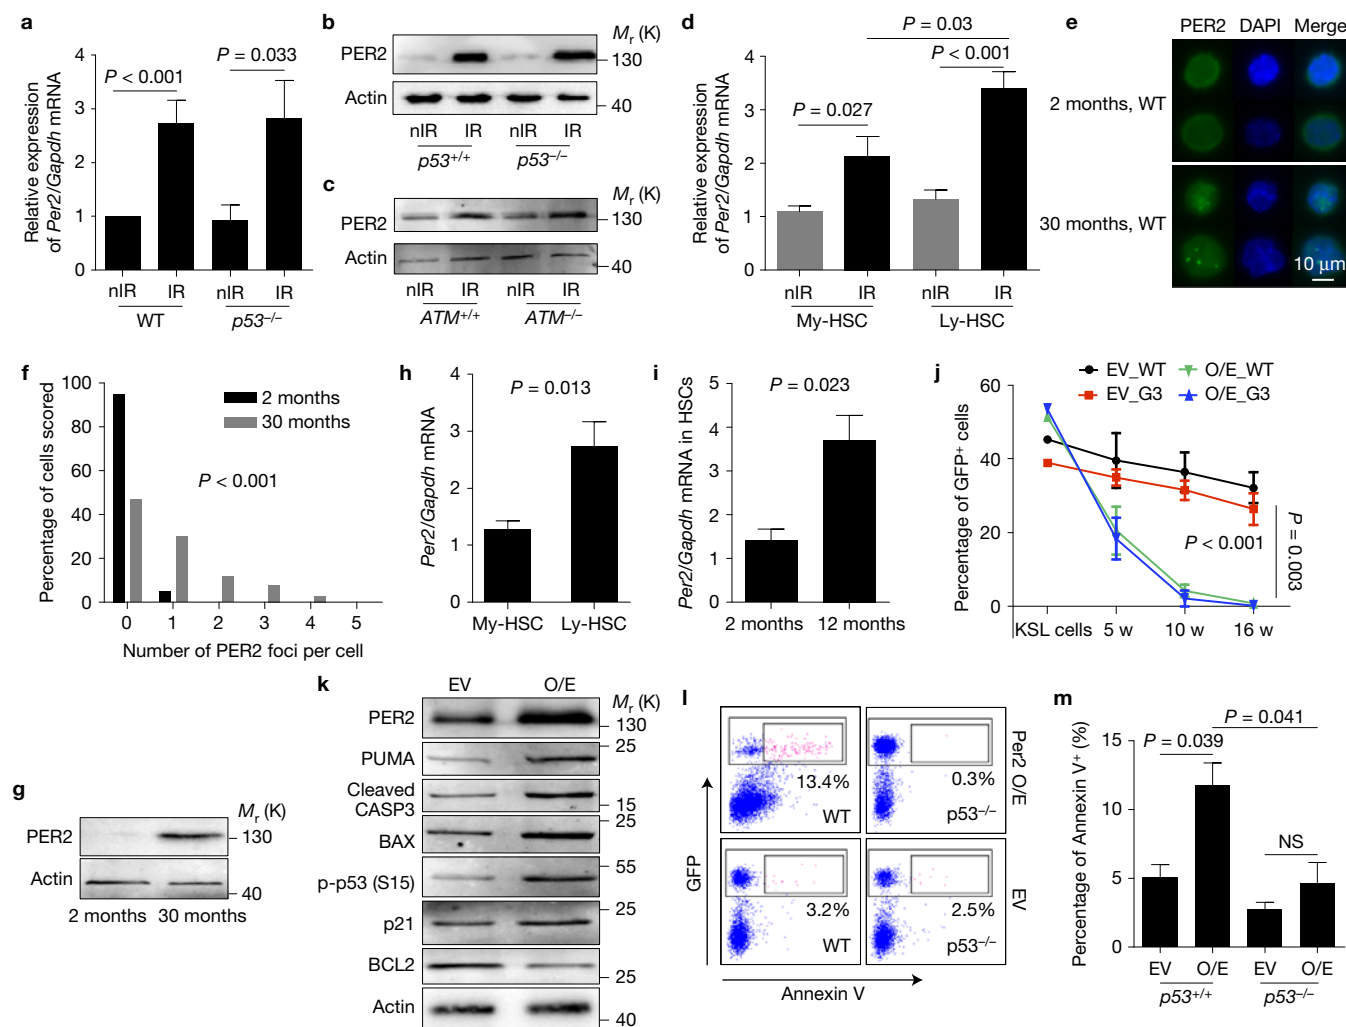 a
Relative expression
of Per2/Gapdh mRNA
4
3
2
1
0
P < 0.001
P = 0.033
nIR
IR
nIR
IR
WT
p53–/–
b
Mr (K)
PER2
130
Actin
40
nIR
IR
nIR
IR
p53+/+
p53–/–
c
Mr (K)
PER2
130
Actin
40
nIR
IR
nIR
IR
ATM+/+
ATM–/–
d
Relative expression
of Per2/Gapdh mRNA
4
3
2
1
0
P = 0.03
P < 0.001
P = 0.027
nIR
IR
nIR
IR
My-HSC
Ly-HSC
e
PER2
DAPI
Merge
2 months, WT
30 months, WT
10 µm
f
Percentage of cells scored
100
80
60
40
20
0
2 months
30 months
P < 0.001
0
1
2
3
4
5
Number of PER2 foci per cell
h
Per2/Gapdh mRNA
4
3
2
1
0
P = 0.013
My-HSC
Ly-HSC
i
Per2/Gapdh mRNA in HSCs
5
4
3
2
1
0
P = 0.023
2 months
12 months
j
EV_WT
O/E_WT
EV_G3
O/E_G3
Percentage of GFP+ cells
60
40
20
0
P < 0.001
P = 0.003
KSL cells
5 w
10 w
16 w
g
Mr (K)
PER2
130
Actin
40
2 months
30 months
k
EV
O/E
Mr (K)
PER2
130
PUMA
25
Cleaved
CASP3
15
BAX
25
p-p53 (S15)
55
p21
25
BCL2
25
Actin
40
l
13.4%
WT
0.3%
p53–/–
Per2 O/E
3.2%
WT
2.5%
p53–/–
EV
GFP
Annexin V
m
Percentage of Annexin V+ (%)
15
10
5
0
P = 0.041
P = 0.039
NS
EV
O/E
EV
O/E
p53+/+
p53–/–